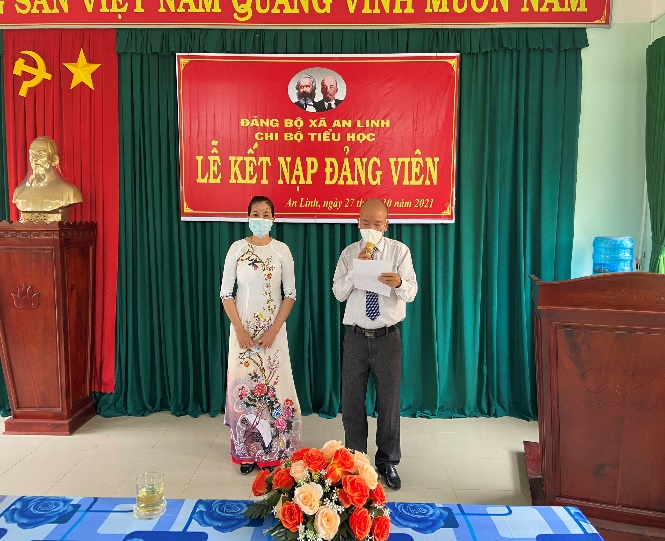 G SẢN VIỆT NAM QUANG VINH MUÔN NĂM
ĐẢNG BỘ XÃ AN LINH
CHI BỘ TIỂU HỌC
LỄ KẾT NẠP ĐẢNG VIÊN
An Linh, ngày 27 th 10 năm 2021